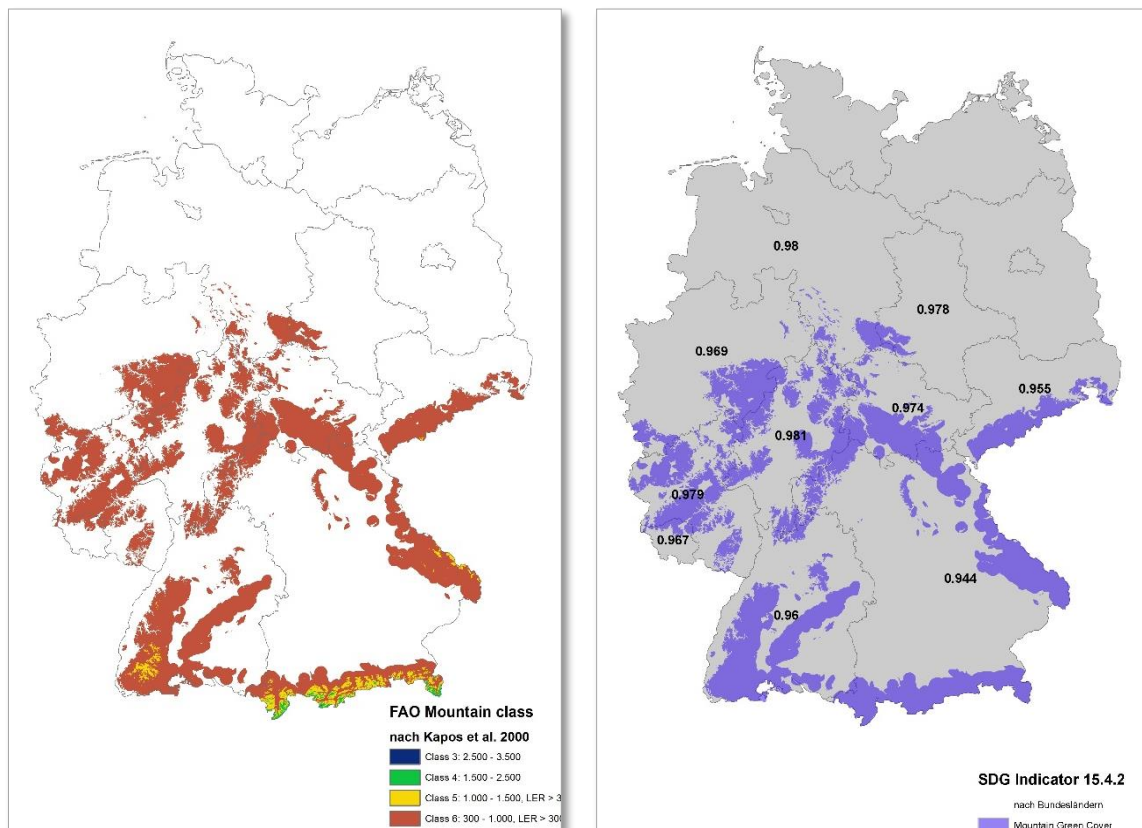 FAO Mountain class
nach Kapos et al. 2000
Class 3: 2.500 - 3.500
Class 4: 1.500 - 2.500
Class 5: 1.000 - 1.500, LER > 3
Class 6: 300 - 1.000, LER > 300
0.98
0.978
0.969
0.955
0.974
0.981
0.979
0.967
0.944
0.96
SDG Indicator 15.4.2
nach Bundesländern
Mountain Green Cover